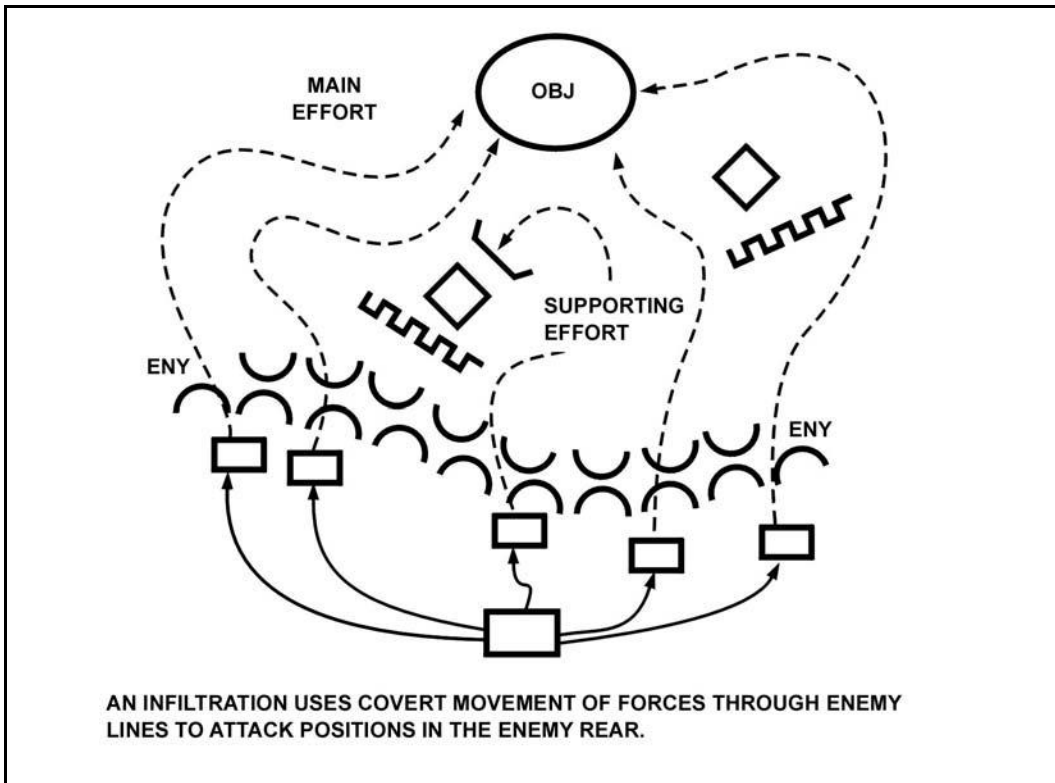 MAIN
EFFORT
OBJ
SUPPORTING
EFFORT
ENY
ENY
AN INFILTRATION USES COVERT MOVEMENT OF FORCES THROUGH ENEMY
LINES TO ATTACK POSITIONS IN THE ENEMY REAR.